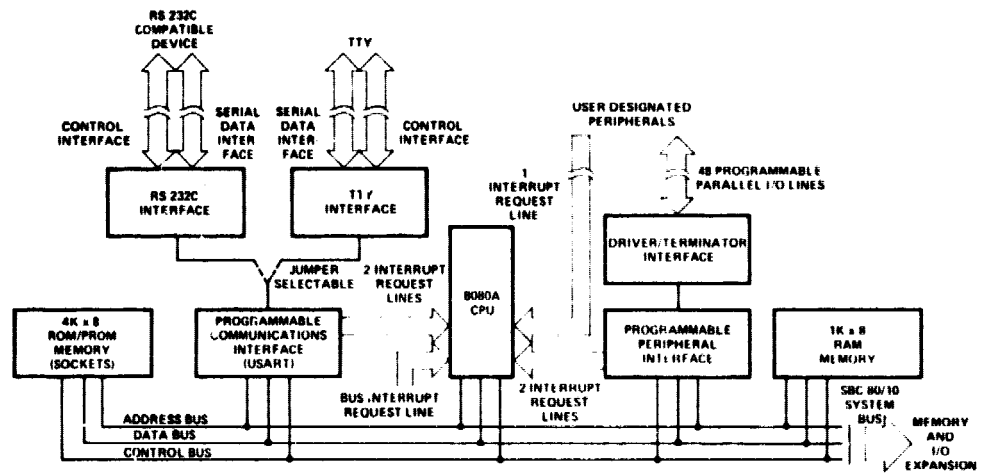 RS 232C
COMPATIBLE
DEVICE
TTY
CONTROL
INTERFACE
SERIAL
DATA
INTER
FACE
SERIAL
DATA
INTER
FACE
CONTROL
INTERFACE
USER DESIGNATED
PERIPHERALS
RS 232C
INTERFACE
TTY
INTERFACE
1
INTERRUPT
REQUEST
LINE
48 PROGRAMMABLE
PARALLEL I/O LINES
DRIVER/TERMINATOR
INTERFACE
JUMPER
SELECTABLE
2 INTERRUPT
REQUEST
LINES
8080A
CPU
4K x 8
ROM/PROM
MEMORY
(SOCKETS)
PROGRAMMABLE
COMMUNICATIONS
INTERFACE
(USART)
PROGRAMMABLE
PERIPHERAL
INTERFACE
1K x 8
RAM
MEMORY
BUS INTERRUPT
REQUEST LINE
2 INTERRUPT
REQUEST
LINES
SBC 80/10
SYSTEM
BUS
ADDRESS BUS
DATA BUS
CONTROL BUS
MEMORY
AND
I/O
EXPANSION